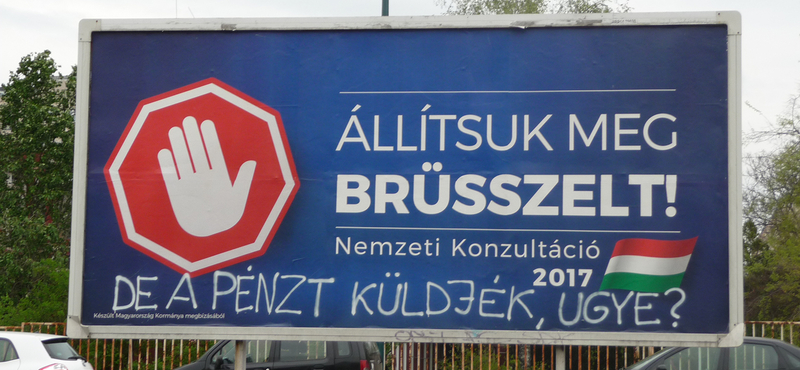 ÁLLÍTSUK MEG
BRÜSSZELT!
Nemzeti Konzultáció
2017
DE A PÉNZT KÜLDJÉK, UGYE?
Készült Magyarország Kormánya megbízásából